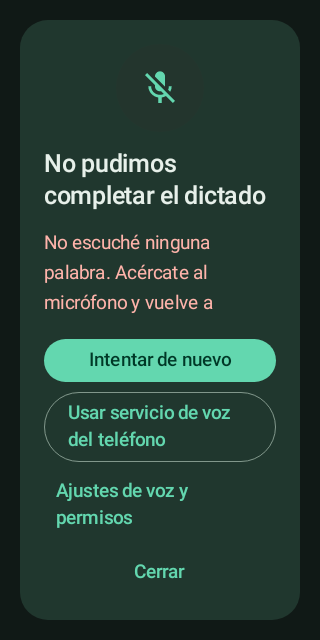 No pudimos
completar el dictado
No escuché ninguna
palabra. Acércate al
micrófono y vuelve a
Intentar de nuevo
Usar servicio de voz
del teléfono
Ajustes de voz y
permisos
Cerrar